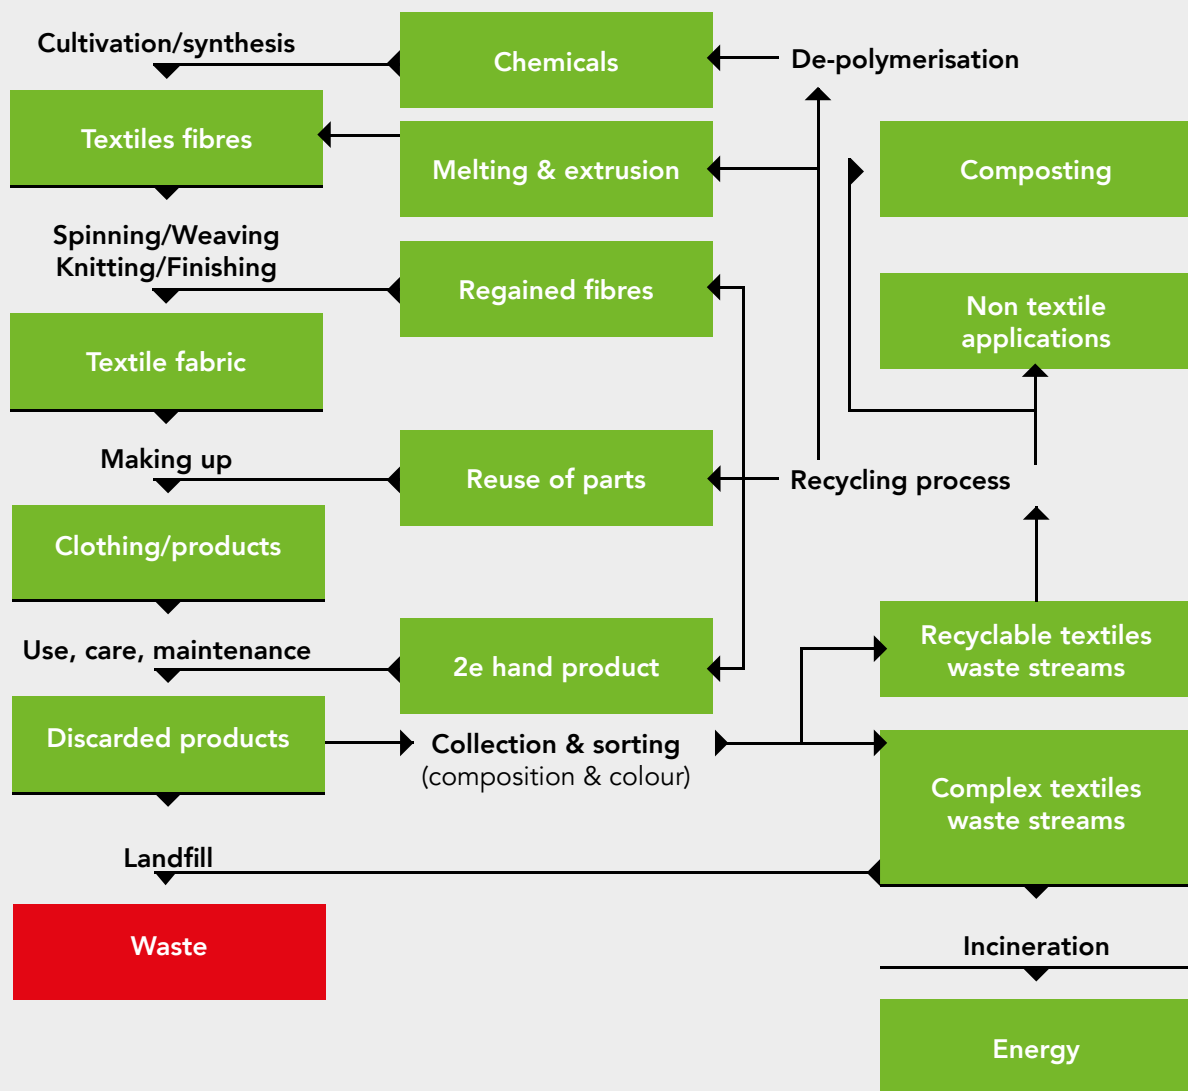 Cultivation/synthesis
Chemicals
De-polymerisation
Textiles fibres
Melting & extrusion
Composting
Spinning/Weaving
Knitting/Finishing
Regained fibres
Non textile
applications
Textile fabric
Making up
Reuse of parts
Recycling process
Clothing/products
Use, care, maintenance
2e hand product
Recyclable textiles
waste streams
Discarded products
Collection & sorting
(composition & colour)
Complex textiles
waste streams
Landfill
Waste
Incineration
Energy